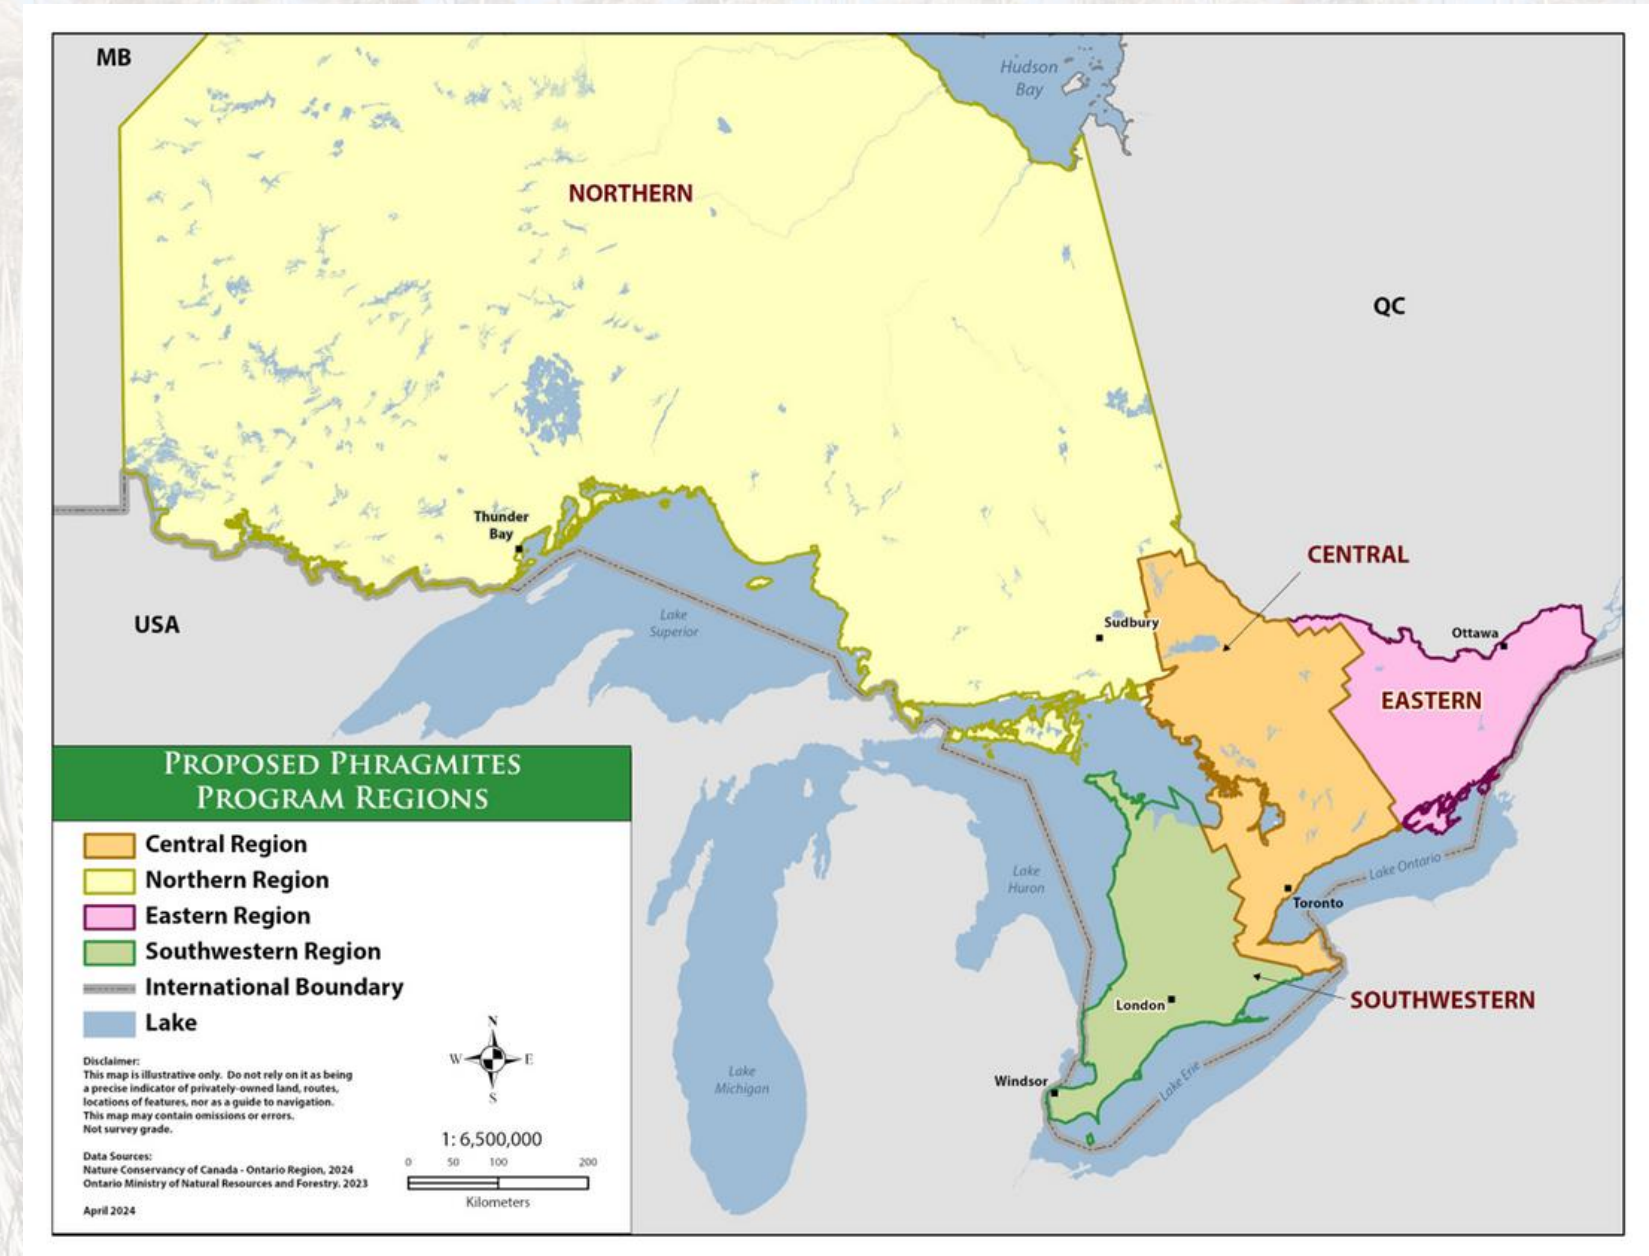 MB
Hudson
Bay
NORTHERN
QC
Thunder
Bay
CENTRAL
USA
Lake
Superior
Sudbury
Ottawa
EASTERN
Lake
Huron
Lake Ontario
Toronto
London
SOUTHWESTERN
Windsor
Lake
Michigan
Lake Erie
PROPOSED PHRAGMITES
PROGRAM REGIONS
Central Region
Northern Region
Eastern Region
Southwestern Region
International Boundary
Lake
Disclaimer:
This map is illustrative only. Do not rely on it as being
a precise indicator of privately-owned land, routes,
locations of features, nor as a guide to navigation.
This map may contain omissions or errors.
Not survey grade.
Data Sources:
Nature Conservancy of Canada - Ontario Region, 2024
Ontario Ministry of Natural Resources and Forestry. 2023
April 2024
N
W E
S
1: 6,500,000
0 50 100 200
Kilometers